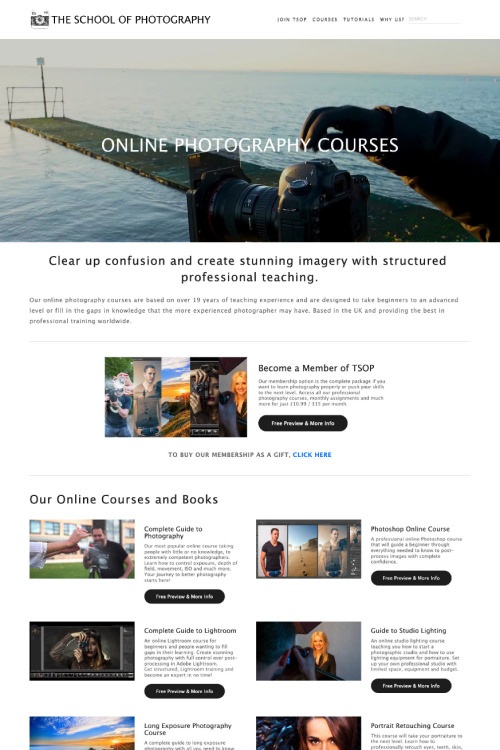 THE SCHOOL OF PHOTOGRAPHY
JOIN TSOP COURSES TUTORIALS WHY US? SEARCH
ONLINE PHOTOGRAPHY COURSES
Clear up confusion and create stunning imagery with structured
professional teaching.
Our online photography courses are based on over 19 years of teaching experience and are designed to take beginners to an advanced
level or fill in the gaps in knowledge that the more experienced photographer may have. Based in the UK and providing the best in
professional training worldwide.
Become a Member of TSOP
Our membership option is the complete package if you
want to learn photography properly or push your skills
to the next level. Access all our professional
photography courses, monthly assignments and much
more for just £10.99 / $15 per month.
Free Preview & More Info
TO BUY OUR MEMBERSHIP AS A GIFT, CLICK HERE
Our Online Courses and Books
Complete Guide to
Photography
Our most popular online course taking
people with little or no knowledge, to
extremely competent photographers.
Learn how to control exposure, depth of
field, movement, ISO and much more.
Your journey to better photography
starts here!
Free Preview & More Info
Photoshop Online Course
A professional online Photoshop course
that will guide a beginner through
everything needed to know to post-
process images with complete
confidence.
Free Preview & More Info
Complete Guide to Lightroom
An online Lightroom course for
beginners and people wanting to fill
gaps in their learning. Create stunning
photography with full control over post-
processing in Adobe Lightroom.
Get structured, Lightroom training and
become an expert in no time!
Free Preview & More Info
Guide to Studio Lighting
An online studio lighting course
teaching you how to start a
photographic studio and how to use
lighting equipment for portraiture. Set
up your own professional studio with
limited space, equipment and budget.
Free Preview & More Info
Long Exposure Photography
Course
A complete guide to long exposure
photography with all you need to know
Portrait Retouching Course
This course will take your portraiture to
the next level. Learn how to
professionally retouch eyes, teeth, skin,